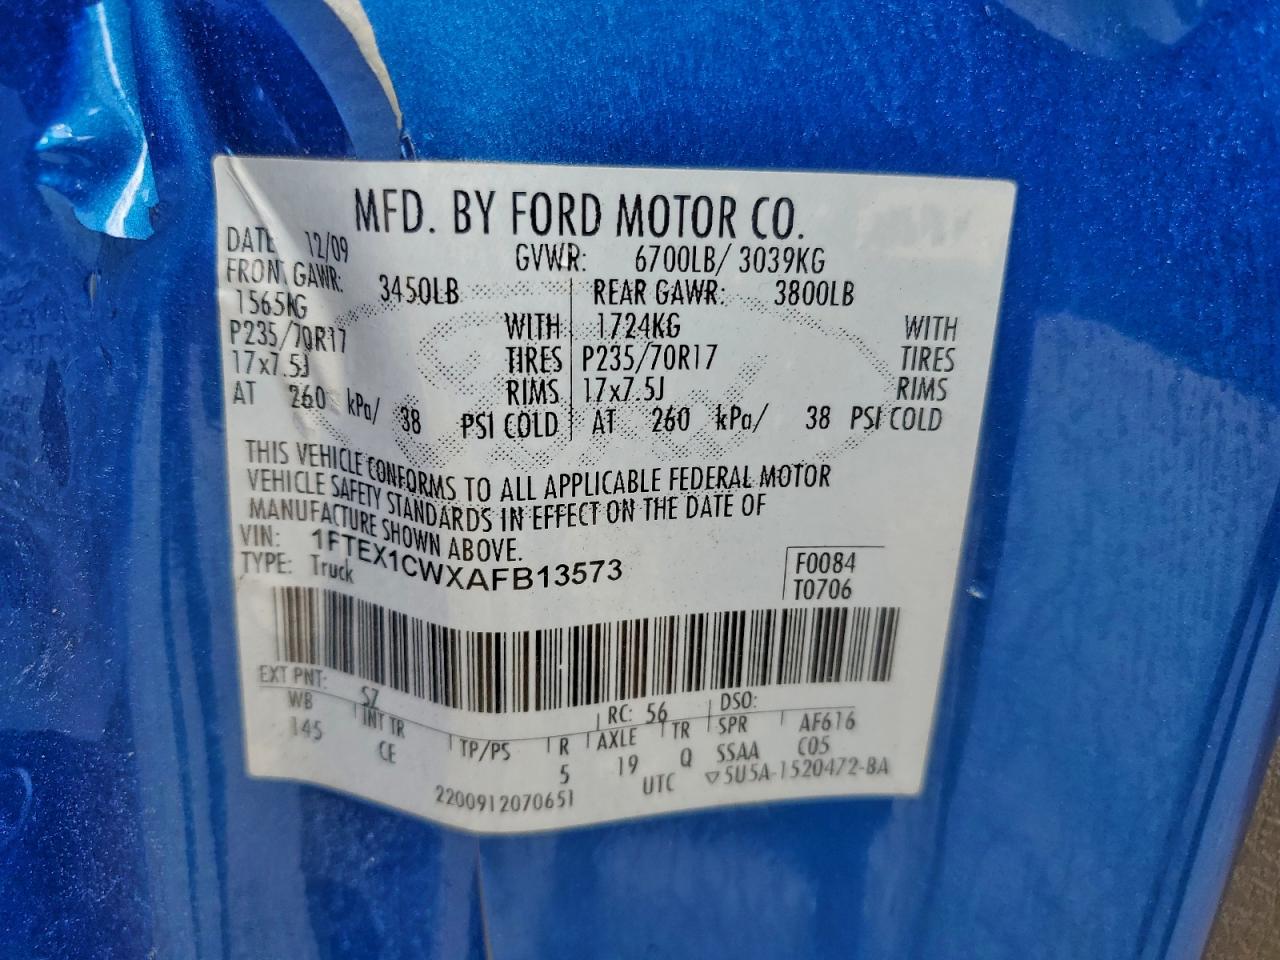 MFD. BY FORD MOTOR CO.
DATE 12/09 GVWR: 6700LB/ 3039KG
FRONT GAWR: 3450LB REAR GAWR: 3800LB
1565KG WITH 1724KG WITH
P235/70R17 TIRES P235/70R17 TIRES
17x7.5J RIMS 17x7.5J RIMS
AT 260 kPa/ 38 PSI COLD AT 260 kPa/ 38 PSI COLD
THIS VEHICLE CONFORMS TO ALL APPLICABLE FEDERAL MOTOR
VEHICLE SAFETY STANDARDS IN EFFECT ON THE DATE OF
MANUFACTURE SHOWN ABOVE.
VIN: 1FTEX1CWXAFB13573
TYPE: Truck
F0084
T0706
EXT PNT: SZ RC: 56 DSO:
WB INT TR TP/PS R AXLE TR SPR AF616
145 CE 5 19 Q SSAA C05
2200912070651 UTC ▽5U5A-1520472-BA